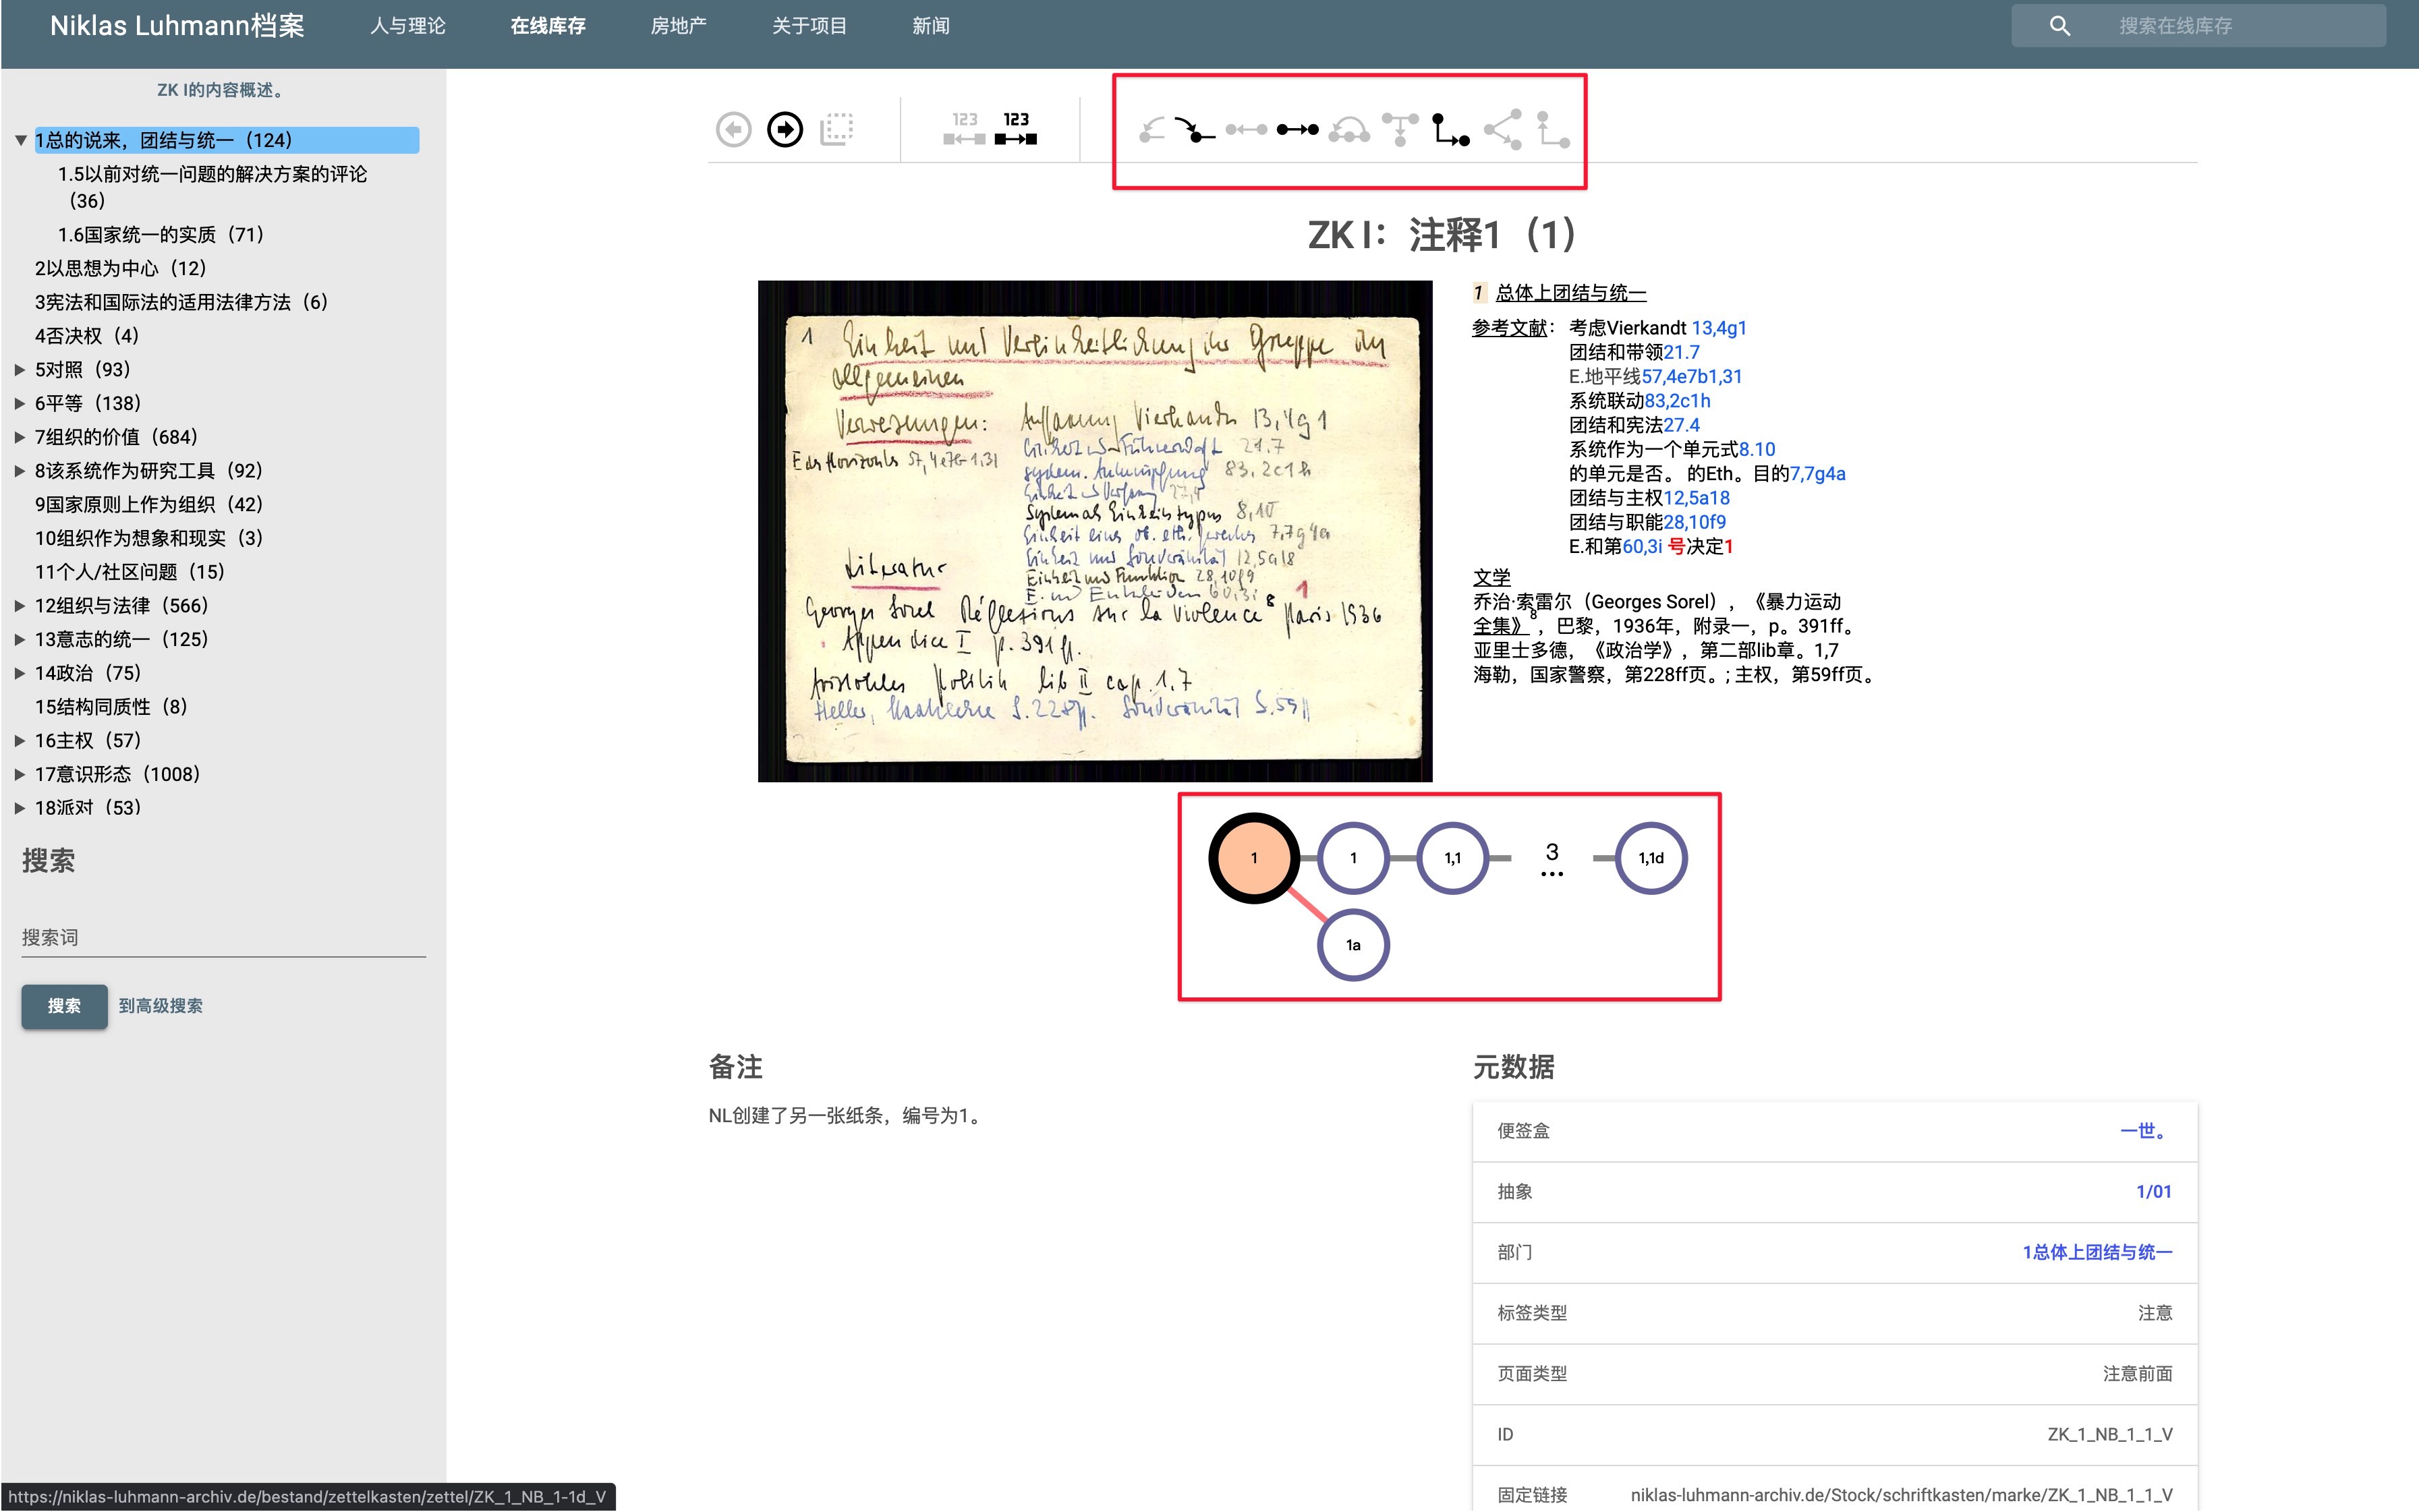 Niklas Luhmann档案
人与理论
在线库存
房地产
关于项目
新闻
搜索在线库存
ZK I的内容概述。
1总的说来，团结与统一（124）
1.5以前对统一问题的解决方案的评论
（36）
1.6国家统一的实质（71）
2以思想为中心（12）
3宪法和国际法的适用法律方法（6）
4否决权（4）
5对照（93）
6平等（138）
7组织的价值（684）
8该系统作为研究工具（92）
9国家原则上作为组织（42）
10组织作为想象和现实（3）
11个人/社区问题（15）
12组织与法律（566）
13意志的统一（125）
14政治（75）
15结构同质性（8）
16主权（57）
17意识形态（1008）
18派对（53）
搜索
搜索词
搜索
到高级搜索
123
123
ZK I：注释1（1）
1 Einheit und Vereinheitlichung der Gruppe im
allgemeinen
Verweisungen: Auffassung Vierkandts 13,4g1
Einheit u. Führerschaft 21.7
E des Horizonts 57,4e7b1,31
system. Anknüpfung 83,2c1h
Einheit u. Verfassung 27,4
System als Einheitstypus 8,10
7,7g4a
Einheit und Souveränität 12,5a18
Einheit und Funktion 28,10f9
E. und Entscheiden 60,3i 1
Literatur
Georges Sorel Réflexions sur la violence 8 Paris 1936
Appendice I p. 391ff.
Aristoteles Politik lib II cap. 1,7
Heller, Staatslehre S. 228ff. Souveränität S. 59ff
1 总体上团结与统一
参考文献： 考虑Vierkandt 13,4g1
团结和带领21.7
E.地平线57,4e7b1,31
系统联动83,2c1h
团结和宪法27.4
系统作为一个单元式8.10
的单元是否。 的Eth。目的7,7g4a
团结与主权12,5a18
团结与职能28,10f9
E.和第60,3i 号决定1
文学
乔治·索雷尔（Georges Sorel），《暴力运动
全集》8，巴黎，1936年，附录一，p。391ff。
亚里士多德，《政治学》，第二部lib章。1,7
海勒，国家警察，第228ff页。; 主权，第59ff页。
1
1
1,1
3
...
1,1d
1a
备注
NL创建了另一张纸条，编号为1。
元数据
便签盒 一世。
抽象 1/01
部门 1总体上团结与统一
标签类型 注意
页面类型 注意前面
ID ZK_1_NB_1_1_V
固定链接 niklas-luhmann-archiv.de/Stock/schriftkasten/marke/ZK_1_NB_1_1_V
https://niklas-luhmann-archiv.de/bestand/zettelkasten/zettel/ZK_1_NB_1-1d_V